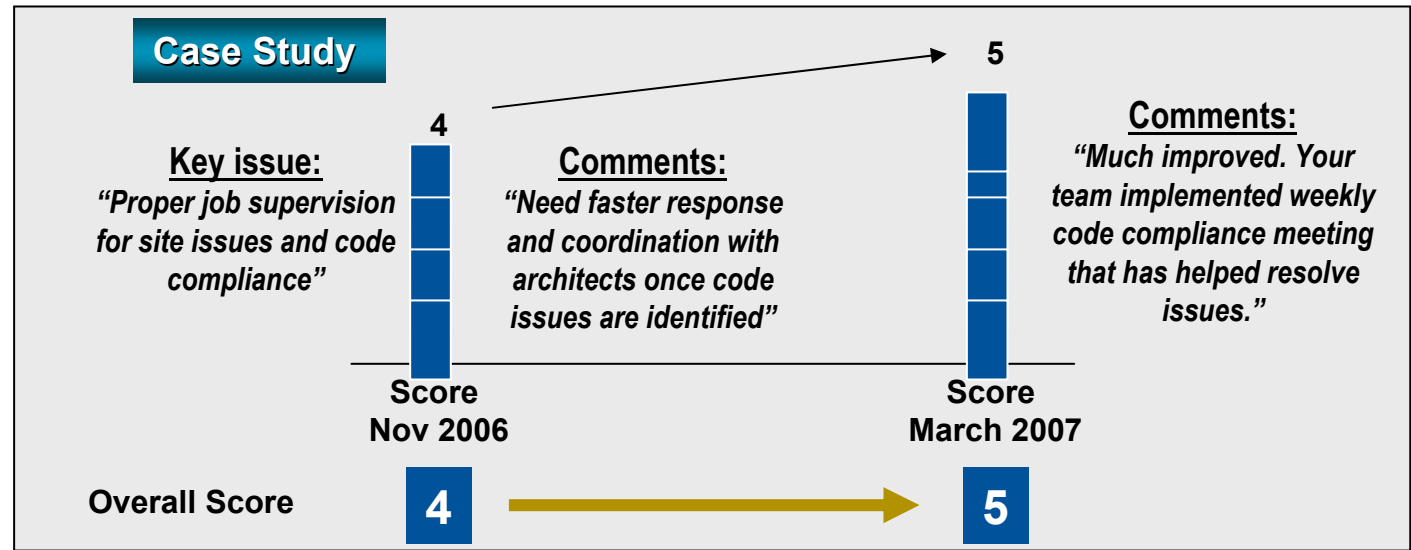 Case Study
4
5
Key issue:
“Proper job supervision
for site issues and code
compliance”
Comments:
“Need faster response
and coordination with
architects once code
issues are identified”
Comments:
“Much improved. Your
team implemented weekly
code compliance meeting
that has helped resolve
issues.”
Score
Nov 2006
Score
March 2007
Overall Score
4
5